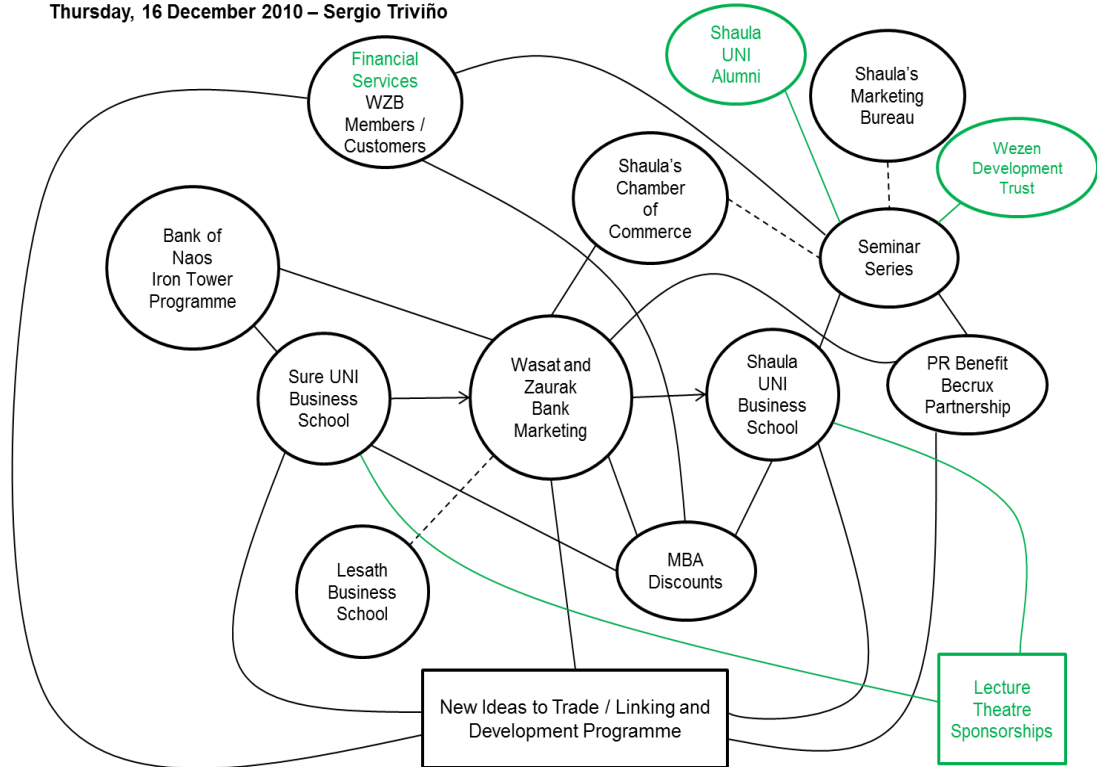 Thursday, 16 December 2010 – Sergio Triviño
Financial
Services
WZB
Members /
Customers
Shaula
UNI
Alumni
Shaula's
Marketing
Bureau
Wezen
Development
Trust
Shaula's
Chamber
of
Commerce
Seminar
Series
Bank of
Naos
Iron Tower
Programme
Sure UNI
Business
School
Wasat and
Zaurak
Bank
Marketing
Shaula
UNI
Business
School
PR Benefit
Becrux
Partnership
Lesath
Business
School
MBA
Discounts
New Ideas to Trade / Linking and
Development Programme
Lecture
Theatre
Sponsorships